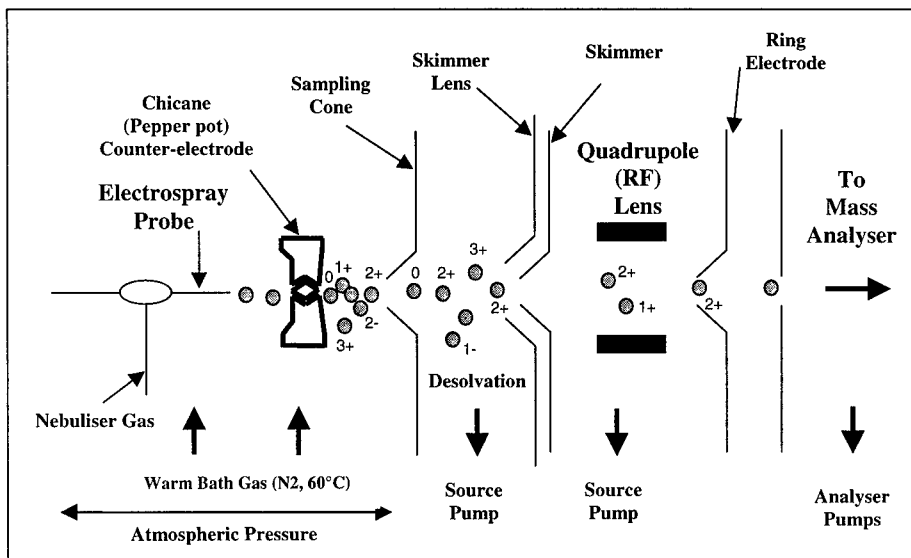 Ring
Electrode
Skimmer
Skimmer
Lens
Sampling
Cone
Chicane
(Pepper pot)
Counter-electrode
Quadrupole
(RF)
Lens
To
Mass
Analyser
Electrospray
Probe
0
1+
2+
2-
3+
0
2+
3+
2+
1-
2+
1+
2+
Desolvation
Nebuliser Gas
Warm Bath Gas (N2, 60°C)
Atmospheric Pressure
Source
Pump
Source
Pump
Analyser
Pumps